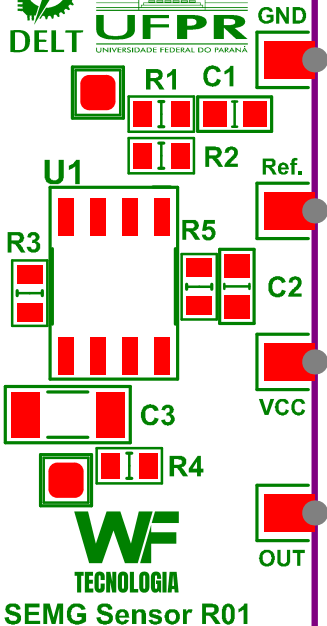 GND
DELT
UFPR
UNIVERSIDADE FEDERAL DO PARANÁ
R1
C1
R2
Ref.
U1
R5
R3
C2
VCC
C3
R4
WF
TECNOLOGIA
OUT
SEMG Sensor R01